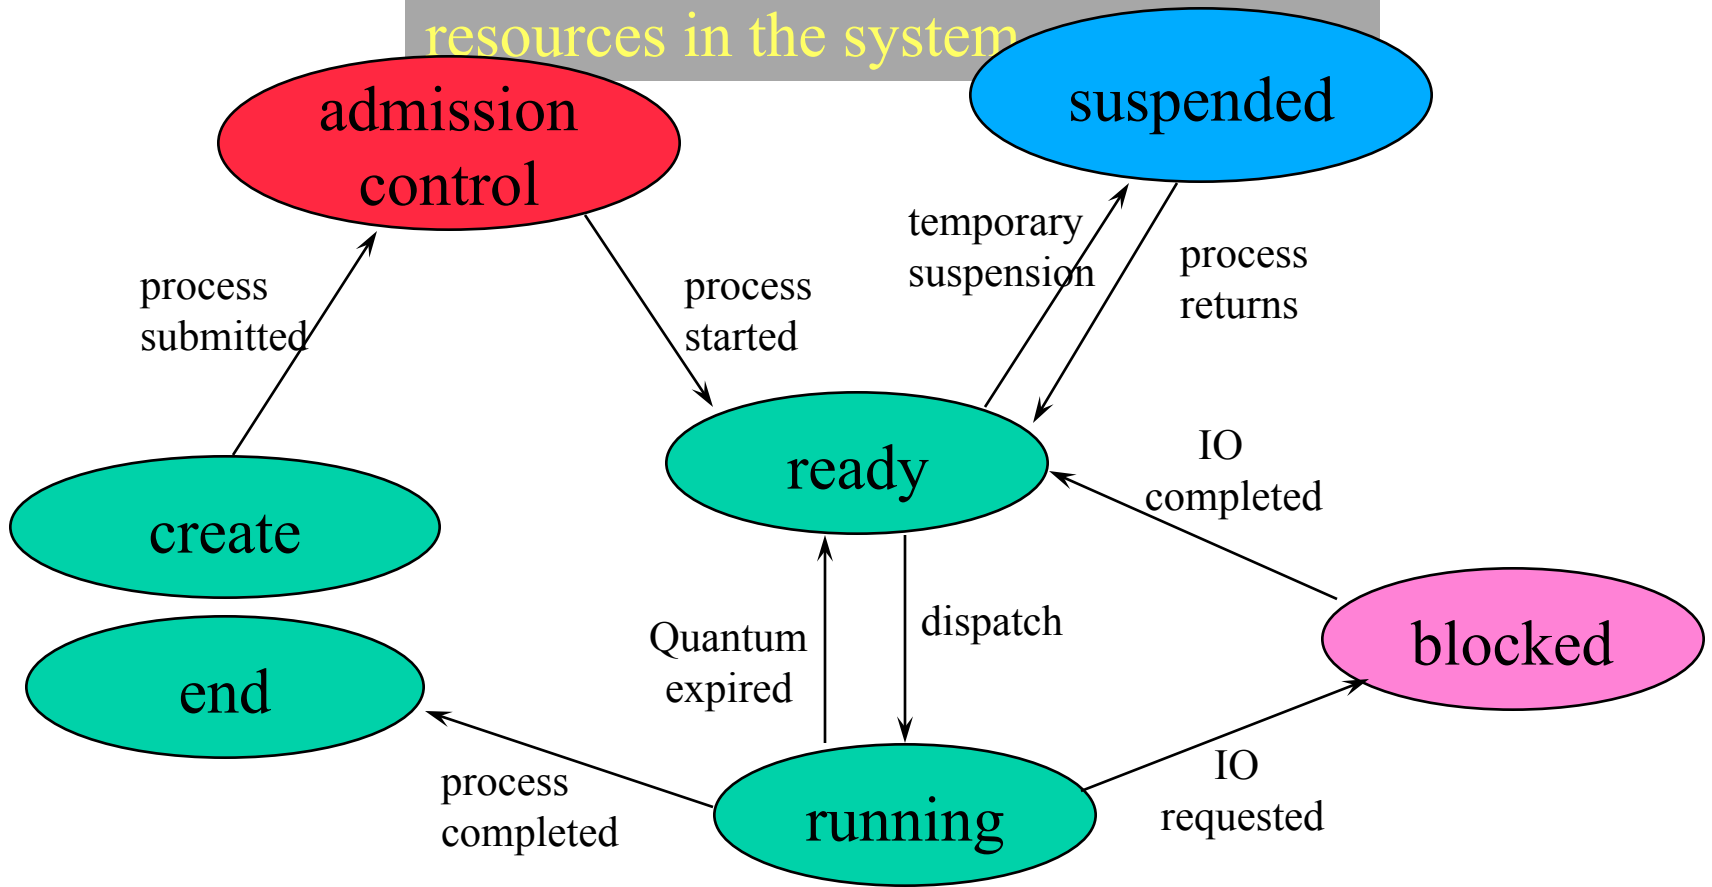 resources in the system
admission
control
suspended
temporary
suspension
process
returns
process
submitted
process
started
IO
completed
ready
create
dispatch
Quantum
expired
blocked
end
IO
requested
process
completed
running